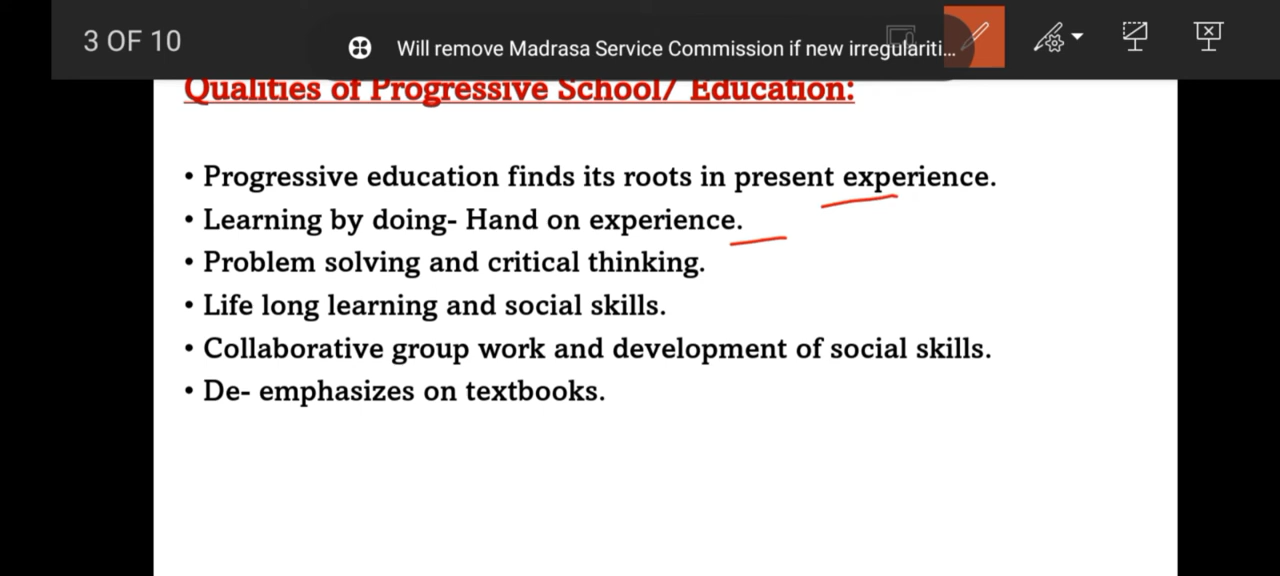 3 OF 10
Will remove Madrasa Service Commission if new irregulariti...
Qualities of Progressive School/ Education:
• Progressive education finds its roots in present experience.
• Learning by doing- Hand on experience.
• Problem solving and critical thinking.
• Life long learning and social skills.
• Collaborative group work and development of social skills.
• De- emphasizes on textbooks.